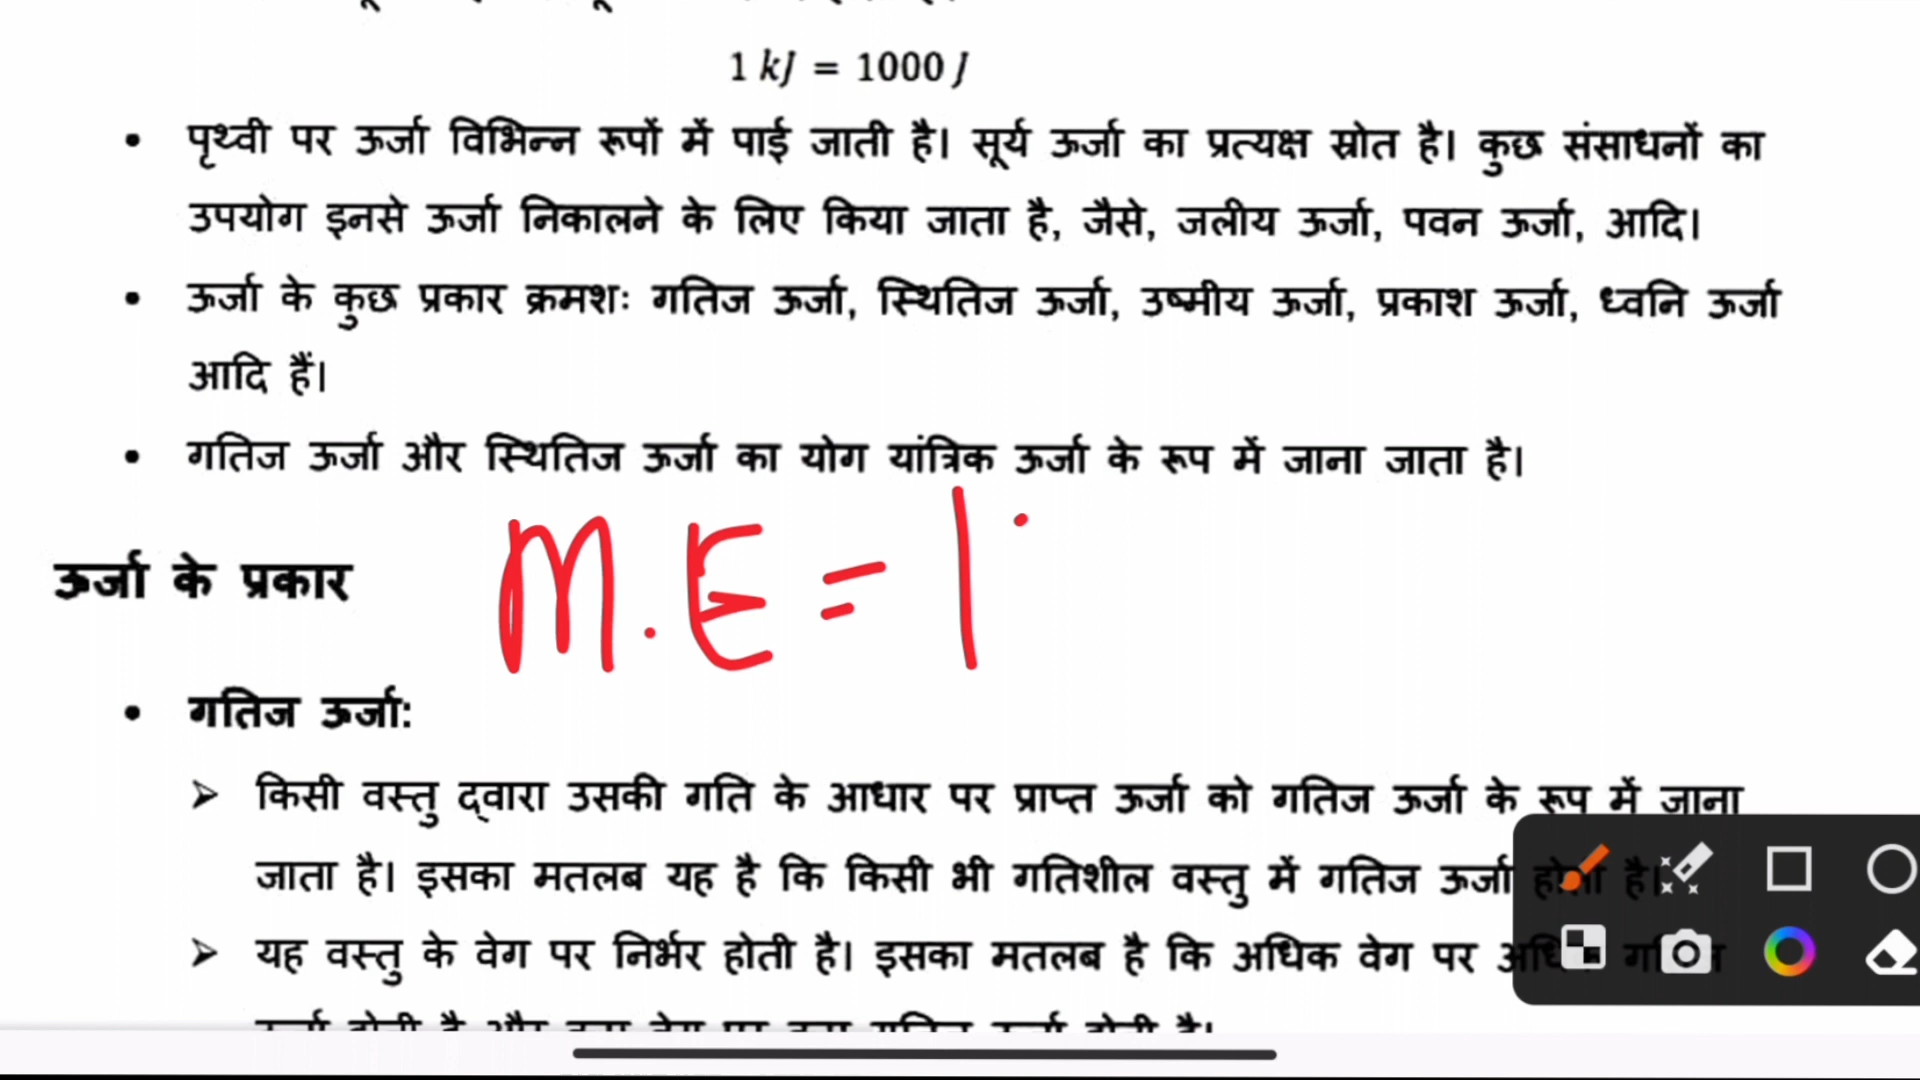 1 kJ = 1000 J
• पृथ्वी पर ऊर्जा विभिन्न रूपों में पाई जाती है। सूर्य ऊर्जा का प्रत्यक्ष स्रोत है। कुछ संसाधनों का
उपयोग इनसे ऊर्जा निकालने के लिए किया जाता है, जैसे, जलीय ऊर्जा, पवन ऊर्जा, आदि।
• ऊर्जा के कुछ प्रकार क्रमशः गतिज ऊर्जा, स्थितिज ऊर्जा, उष्मीय ऊर्जा, प्रकाश ऊर्जा, ध्वनि ऊर्जा
आदि हैं।
• गतिज ऊर्जा और स्थितिज ऊर्जा का योग यांत्रिक ऊर्जा के रूप में जाना जाता है।
M.E =
ऊर्जा के प्रकार
• गतिज ऊर्जा:
➢ किसी वस्तु द्वारा उसकी गति के आधार पर प्राप्त ऊर्जा को गतिज ऊर्जा के रूप में जाना
जाता है। इसका मतलब यह है कि किसी भी गतिशील वस्तु में गतिज ऊर्जा है।
➢ यह वस्तु के वेग पर निर्भर होती है। इसका मतलब है कि अधिक वेग पर